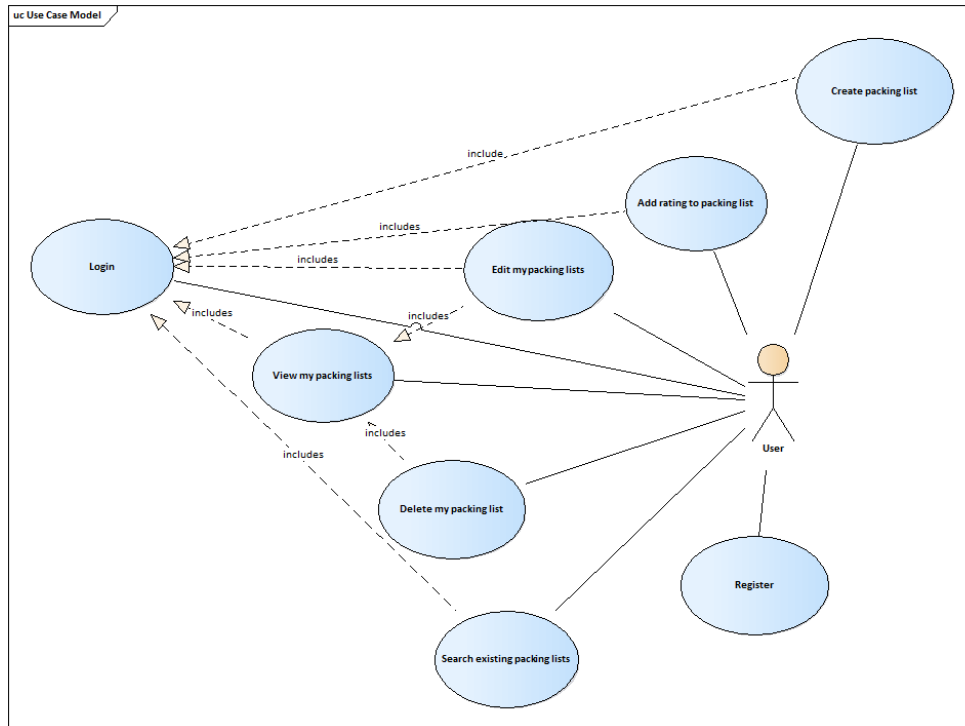 uc Use Case Model
Create packing list
include
Add rating to packing list
includes
Login
includes
Edit my packing lists
includes
includes
View my packing lists
includes
User
includes
Delete my packing list
Register
Search existing packing lists